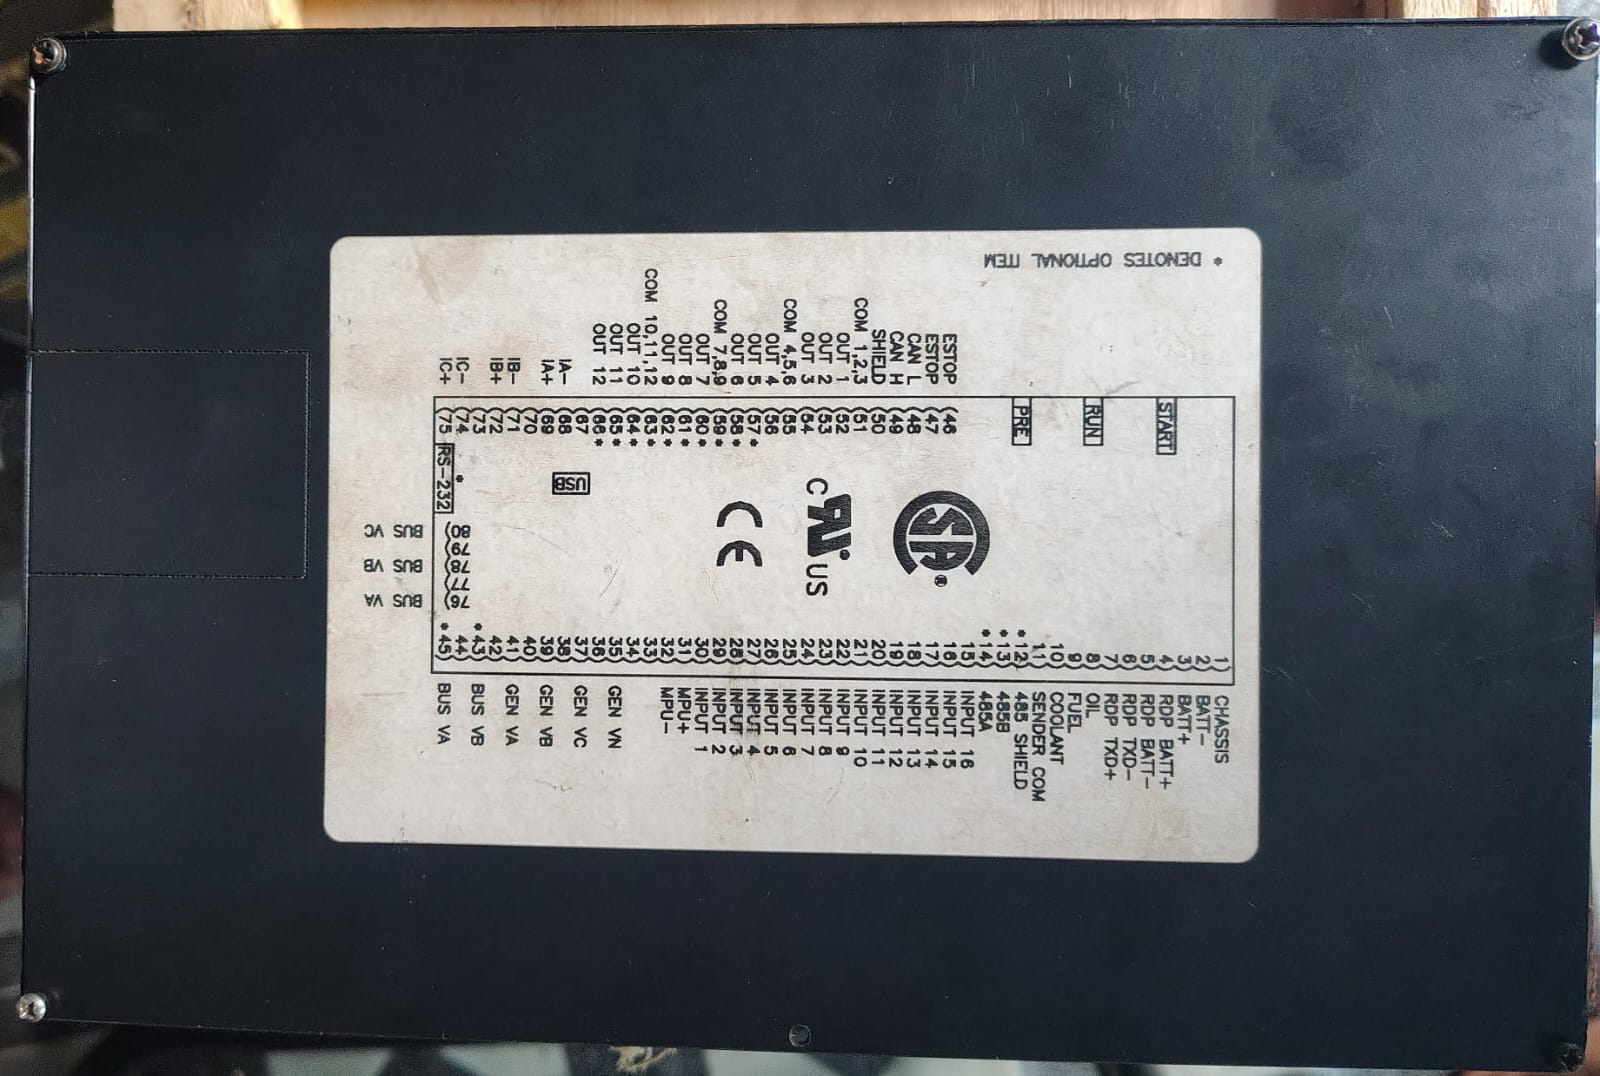 * DENOTES OPTIONAL ITEM
START
RUN
PRE
ESTOP (46
ESTOP (47
CAN L (48
CAN H (49
SHIELD (50
COM 1,2,3 (51
OUT 1 (52
OUT 2 (53
OUT 3 (54
COM 4,5,6 (55
OUT 4 (56
OUT 5 (57 *
OUT 6 (58 *
COM 7,8,9 (59 *
OUT 7 (60 *
OUT 8 (61 *
OUT 9 (62 *
COM 10,11,12 (63 *
OUT 10 (64 *
OUT 11 (65 *
OUT 12 (66 *
(67
IA- (68
IA+ (69
(70
IB- (71
IB+ (72
(73
IC- (74
IC+ (75
SA ®
C UR ® US
CE
USB
RS-232 *
1) CHASSIS
2) BATT-
3) BATT+
4) RDP BATT+
5) RDP BATT-
6) RDP TXD-
7) RDP TXD+
8) OIL
9) FUEL
10) COOLANT
11) SENDER COM
* 12) 485 SHIELD
* 13) 485B
* 14) 485A
15) INPUT 16
16) INPUT 15
17) INPUT 14
18) INPUT 13
19) INPUT 12
20) INPUT 11
21) INPUT 10
22) INPUT 9
23) INPUT 8
24) INPUT 7
25) INPUT 6
26) INPUT 5
27) INPUT 4
28) INPUT 3
29) INPUT 2
30) INPUT 1
31) MPU+
32) MPU-
33)
34)
35) GEN VN
36)
37) GEN VC
38)
39) GEN VB
40)
41) GEN VA
42)
* 43) BUS VB
44)
* 45) BUS VA
76) BUS VA
77)
78) BUS VB
79)
80) BUS VC